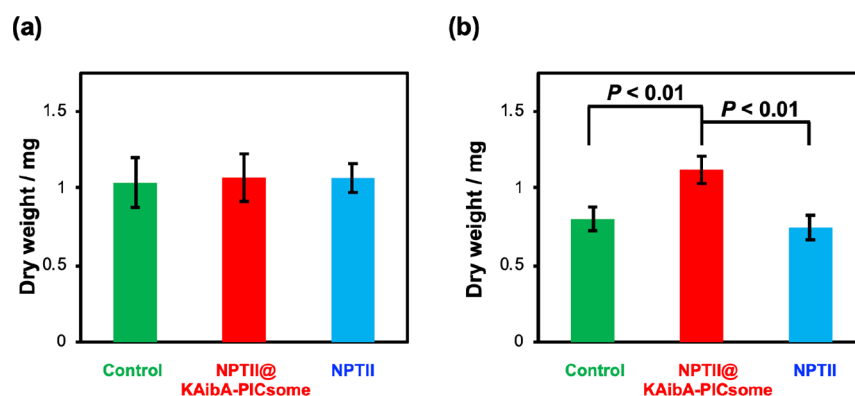 (a)
Dry weight / mg
1.5
1
0.5
0
Control
NPTII@
KAibA-PICsome
NPTII
(b)
Dry weight / mg
1.5
1
0.5
0
P < 0.01
P < 0.01
Control
NPTII@
KAibA-PICsome
NPTII